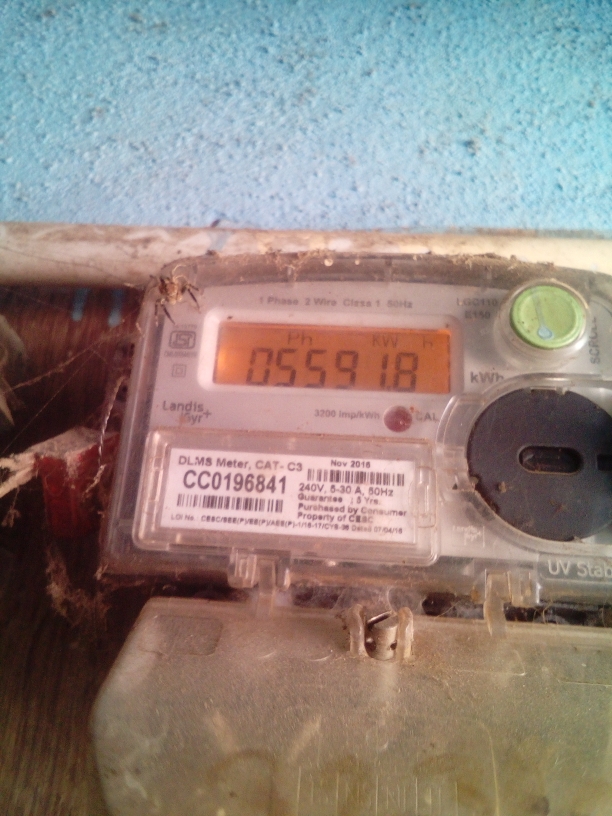 1 Phase 2 Wire Class 1 50Hz
E150
SCROLL
Ph KW h
05591.8
kWh
Landis
Gyr+
3200 imp/kWh CAL
DLMS Meter, CAT- C3
Nov 2016
CC0196841
240V, 5-30 A, 50Hz
Guarantee : 5 Yrs.
Purchased by Consumer
Property of CESC
UV Stab